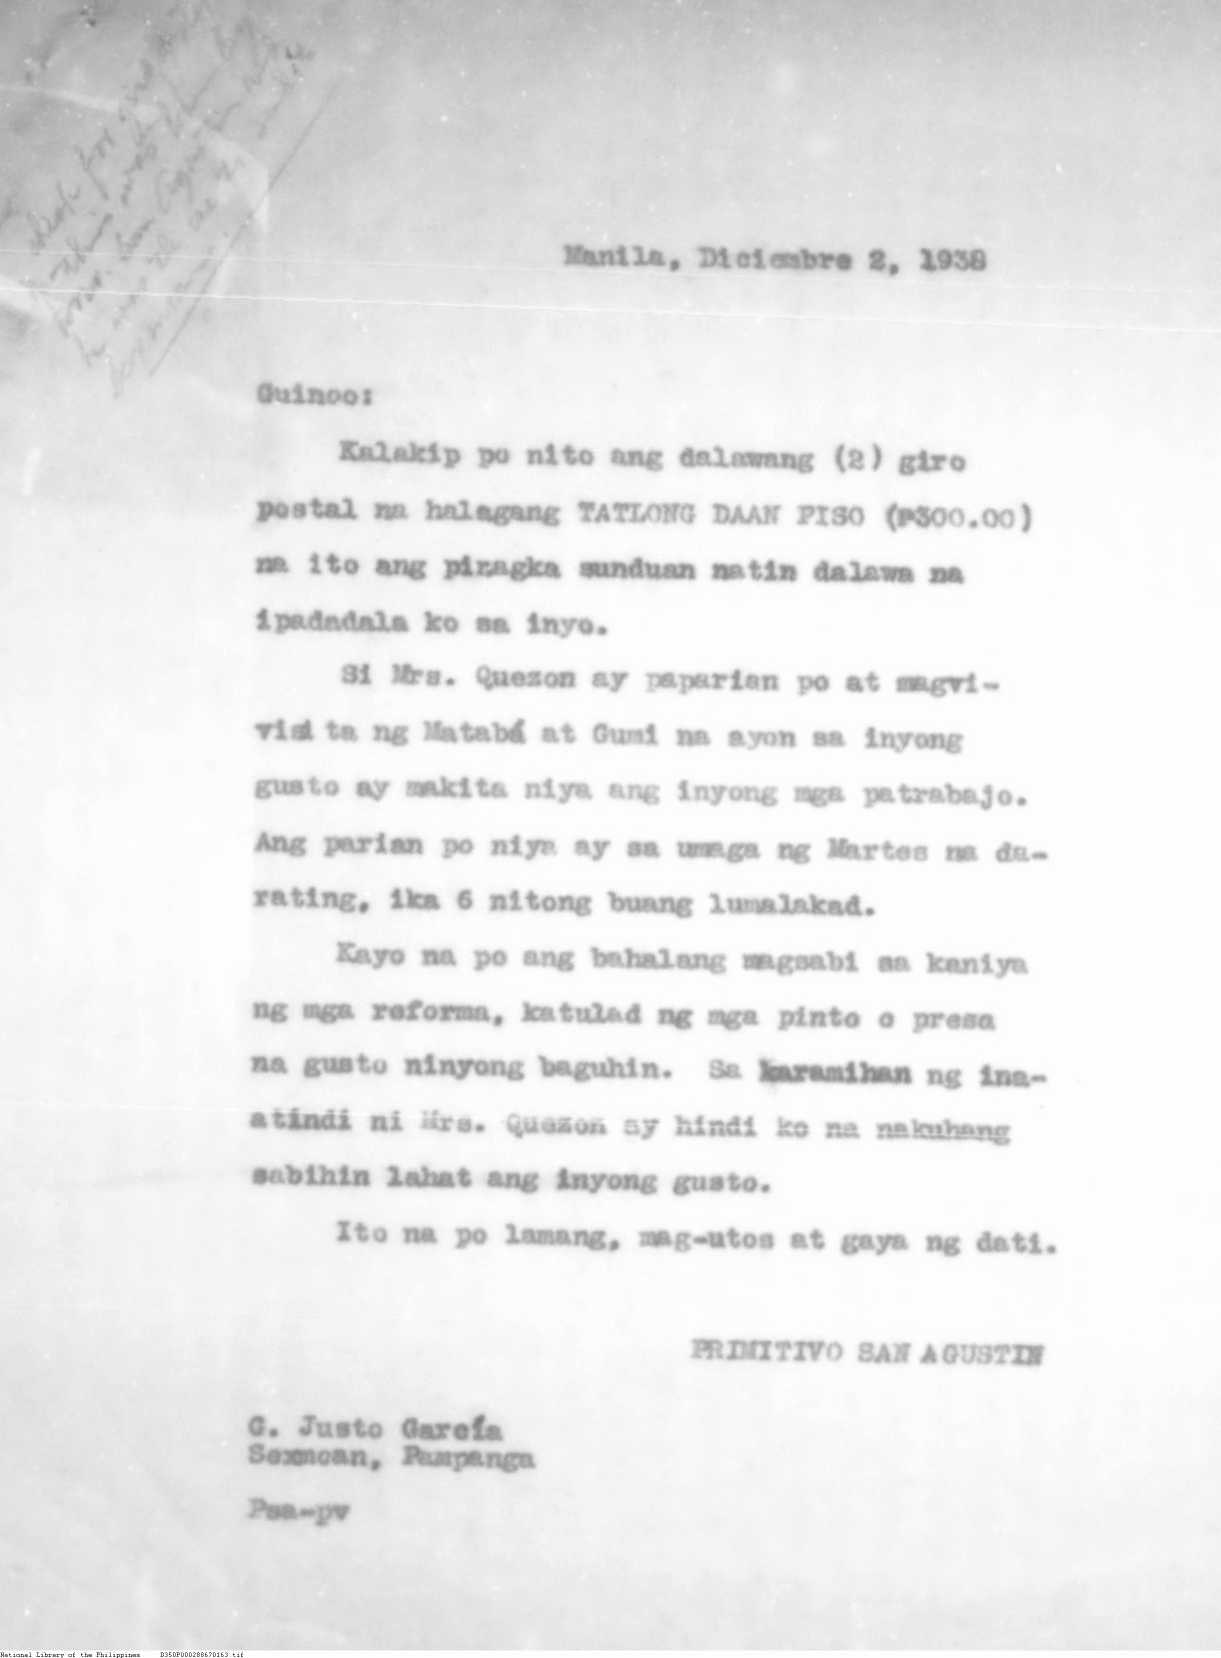 Manila, Diciembre 2, 1938
Guinoo:
Kalakip po nito ang dalawang (2) giro
postal na halagang TATLONG DAAN PISO (₱300.00)
na ito ang pinagka sunduan natin dalawa na
ipadadala ko sa inyo.
Si Mrs. Quezon ay paparian po at magvi-
visita ng Matabá at Gumi na ayon sa inyong
gusto ay makita niya ang inyong mga patrabajo.
Ang parian po niya ay sa umaga ng Martes na da-
rating, ika 6 nitong buang lumalakad.
Kayo na po ang bahalang magsabi sa kaniya
ng mga reforma, katulad ng mga pinto o presa
na gusto ninyong baguhin. Sa karamihan ng ina-
atindi ni Mrs. Quezon ay hindi ko na nakuhang
sabihin lahat ang inyong gusto.
Ito na po lamang, mag-utos at gaya ng dati.
PRIMITIVO SAN AGUSTIN
G. Justo García
Sexmoan, Pampanga
Psa-pv
National Library of the Philippines D350P000288670163.tif